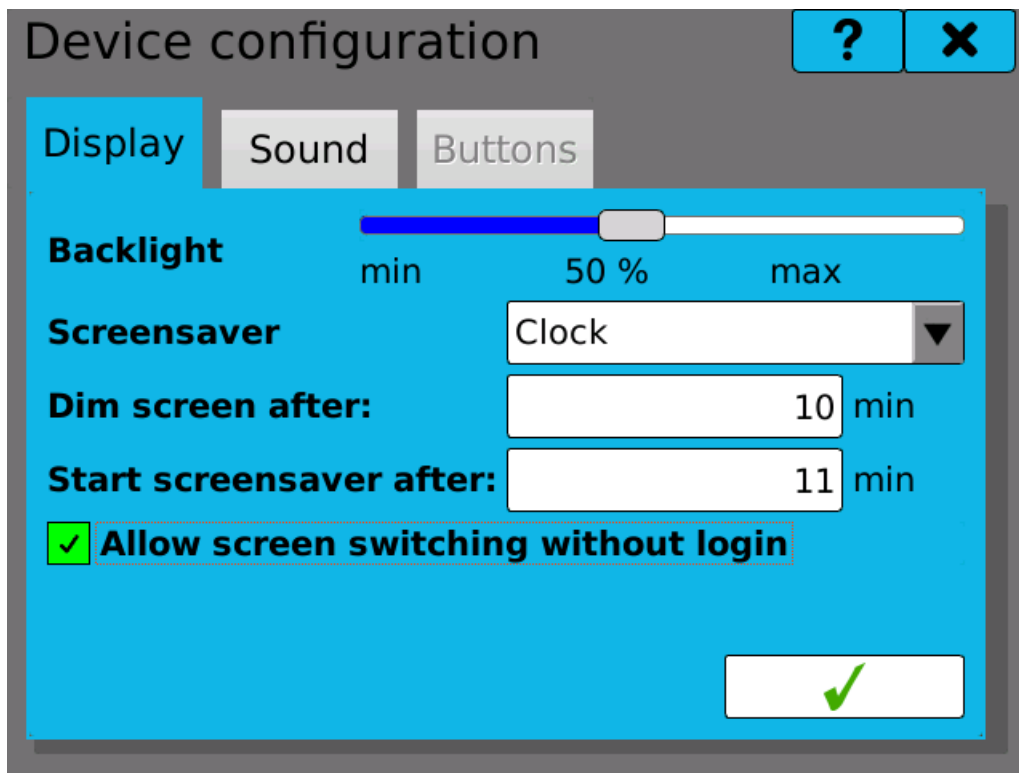 Device configuration ?
Display Sound Buttons
Backlight
min 50 % max
Screensaver Clock
Dim screen after: 10 min
Start screensaver after: 11 min
Allow screen switching without login